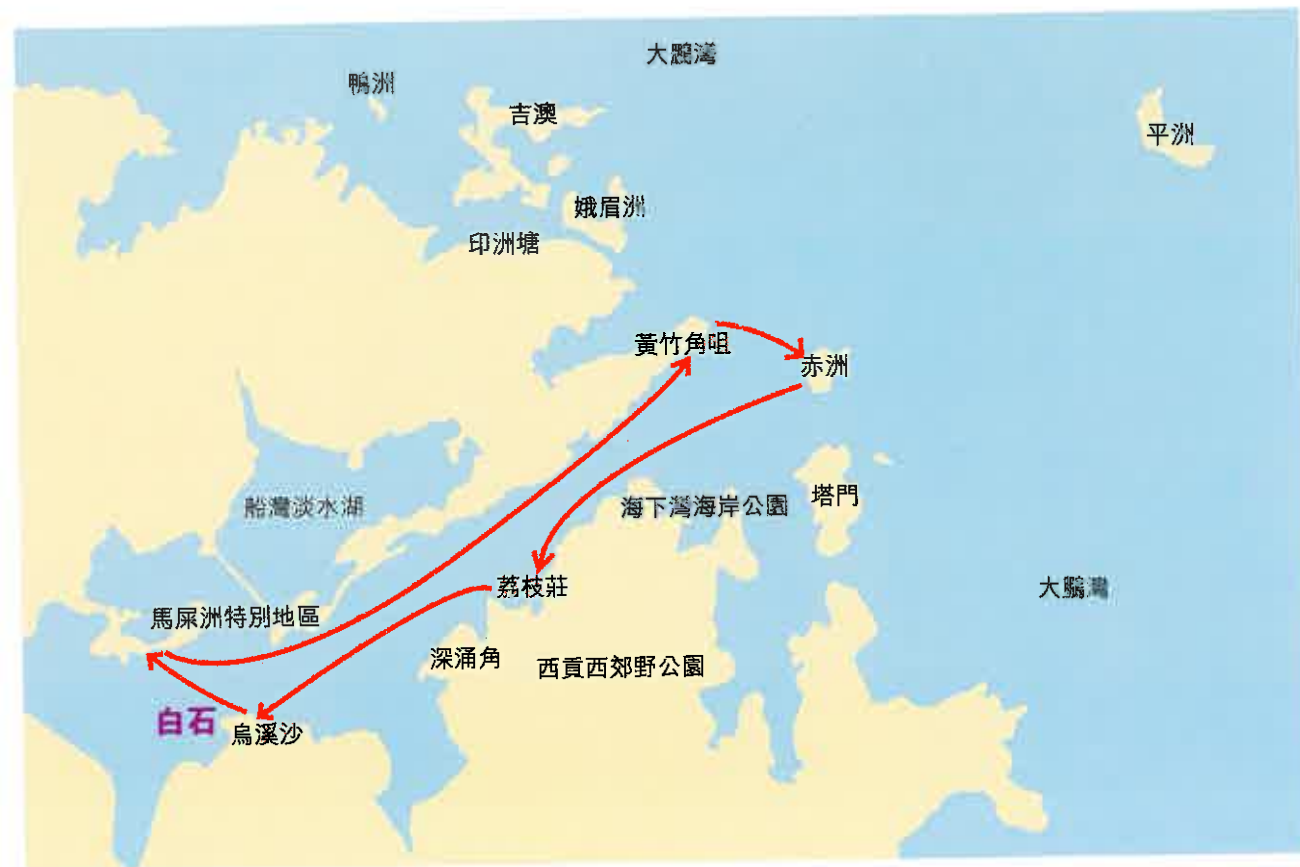 大鵬灣
鴨洲
吉澳
平洲
娥眉洲
印洲塘
黃竹角咀
赤洲
船灣淡水湖
海下灣海岸公園
塔門
荔枝莊
大鵬灣
馬屎洲特別地區
深涌角
西貢西郊野公園
白石
烏溪沙